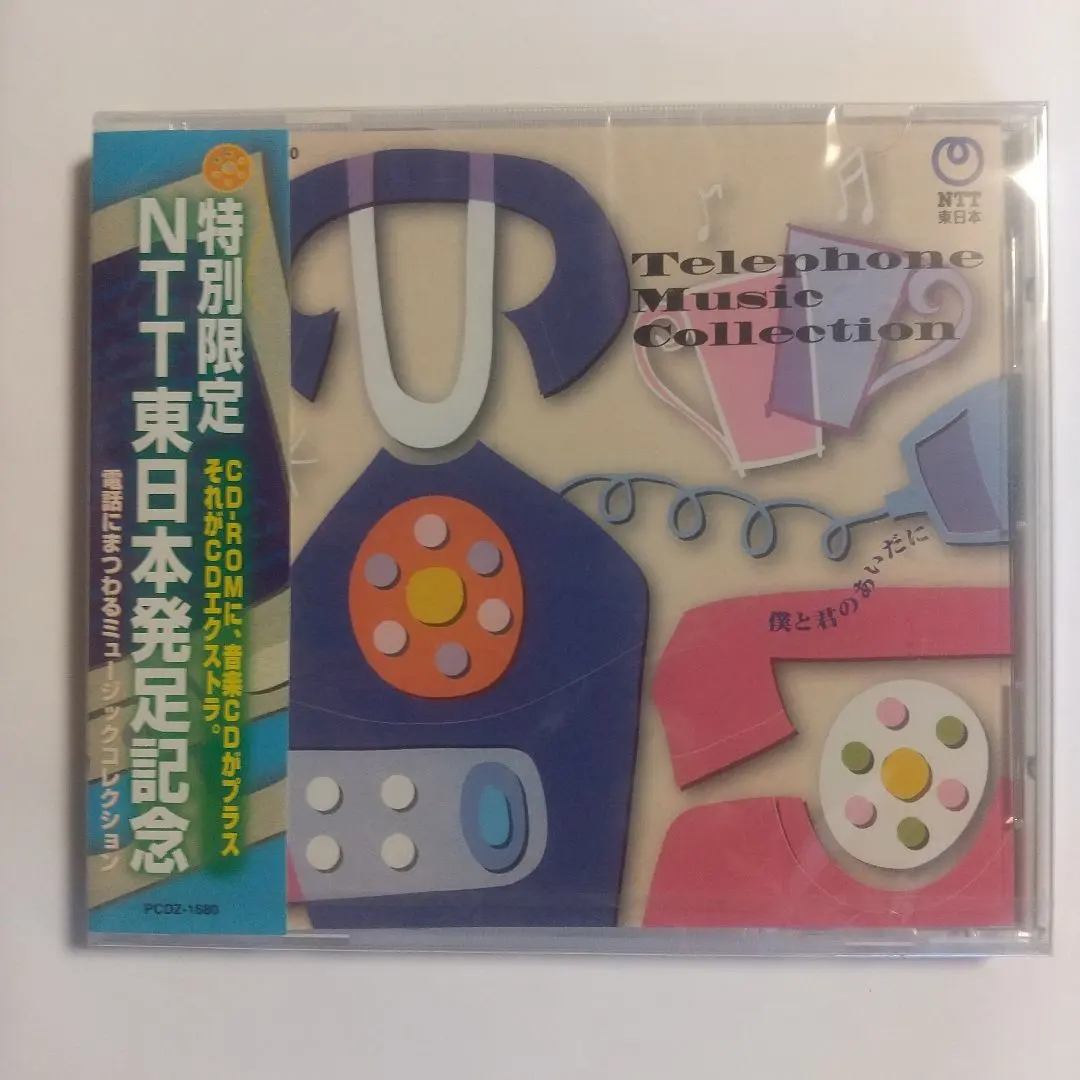 特別限定
NTT東日本発足記念
CD-ROMに、音楽CDがプラス
それがCDエクストラ。
電話にまつわるミュージックコレクション
PCDZ-1580
0
NTT
東日本
Telephone
Music
Collection
僕と君のあいだに